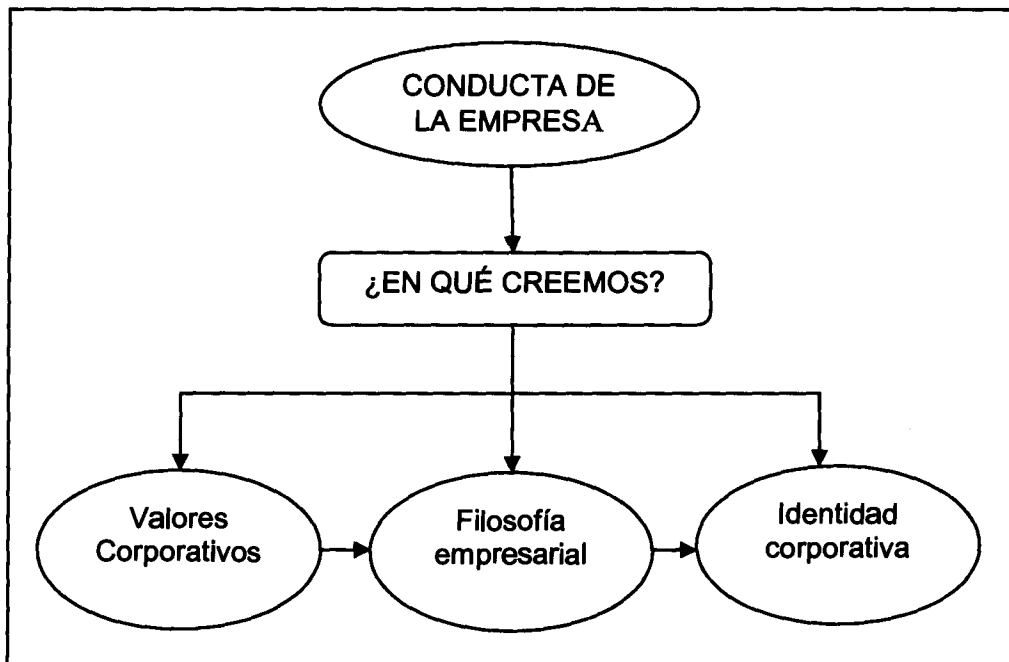 CONDUCTA DE
LA EMPRESA
¿EN QUÉ CREEMOS?
Valores
Corporativos
Filosofía
empresarial
Identidad
corporativa